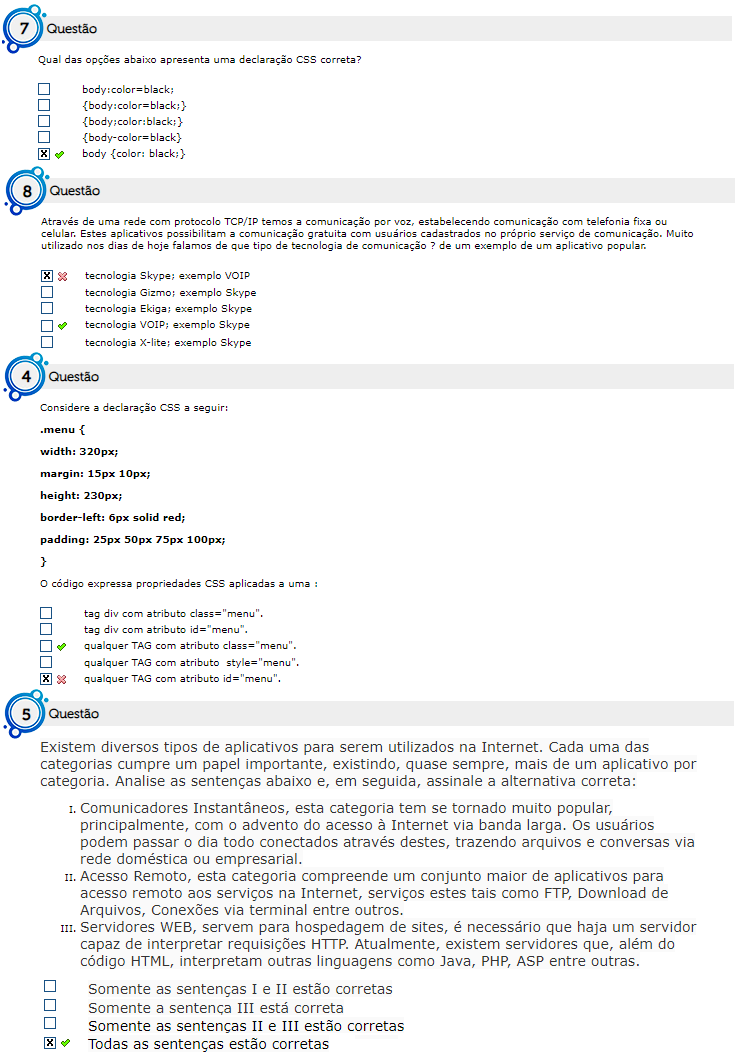 7 Questão
Qual das opções abaixo apresenta uma declaração CSS correta?
body:color=black;
{body:color=black;}
{body;color:black;}
{body-color=black}
body {color: black;}
8 Questão
Através de uma rede com protocolo TCP/IP temos a comunicação por voz, estabelecendo comunicação com telefonia fixa ou
celular. Estes aplicativos possibilitam a comunicação gratuita com usuários cadastrados no próprio serviço de comunicação. Muito
utilizado nos dias de hoje falamos de que tipo de tecnologia de comunicação ? de um exemplo de um aplicativo popular.
tecnologia Skype; exemplo VOIP
tecnologia Gizmo; exemplo Skype
tecnologia Ekiga; exemplo Skype
tecnologia VOIP; exemplo Skype
tecnologia X-lite; exemplo Skype
4 Questão
Considere a declaração CSS a seguir:
.menu {
width: 320px;
margin: 15px 10px;
height: 230px;
border-left: 6px solid red;
padding: 25px 50px 75px 100px;
}
O código expressa propriedades CSS aplicadas a uma :
tag div com atributo class="menu".
tag div com atributo id="menu".
qualquer TAG com atributo class="menu".
qualquer TAG com atributo  style="menu".
qualquer TAG com atributo id="menu".
5 Questão
Existem diversos tipos de aplicativos para serem utilizados na Internet. Cada uma das
categorias cumpre um papel importante, existindo, quase sempre, mais de um aplicativo por
categoria. Analise as sentenças abaixo e, em seguida, assinale a alternativa correta:
I. Comunicadores Instantâneos, esta categoria tem se tornado muito popular,
principalmente, com o advento do acesso à Internet via banda larga. Os usuários
podem passar o dia todo conectados através destes, trazendo arquivos e conversas via
rede doméstica ou empresarial.
II. Acesso Remoto, esta categoria compreende um conjunto maior de aplicativos para
acesso remoto aos serviços na Internet, serviços estes tais como FTP, Download de
Arquivos, Conexões via terminal entre outros.
III. Servidores WEB, servem para hospedagem de sites, é necessário que haja um servidor
capaz de interpretar requisições HTTP. Atualmente, existem servidores que, além do
código HTML, interpretam outras linguagens como Java, PHP, ASP entre outras.
Somente as sentenças I e II estão corretas
Somente a sentença III está correta
Somente as sentenças II e III estão corretas
Todas as sentenças estão corretas